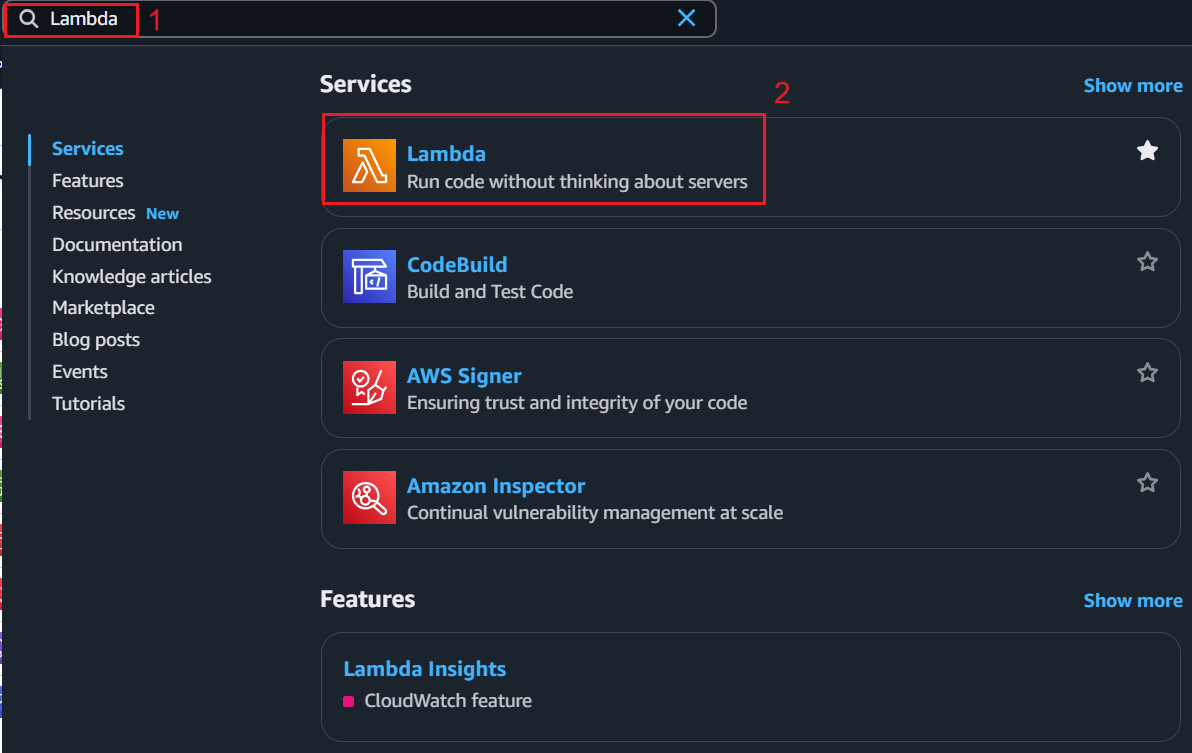 Lambda 1
Services
Features
Resources New
Documentation
Knowledge articles
Marketplace
Blog posts
Events
Tutorials
Services 2 Show more
Lambda
Run code without thinking about servers
CodeBuild
Build and Test Code
AWS Signer
Ensuring trust and integrity of your code
Amazon Inspector
Continual vulnerability management at scale
Features Show more
Lambda Insights
CloudWatch feature